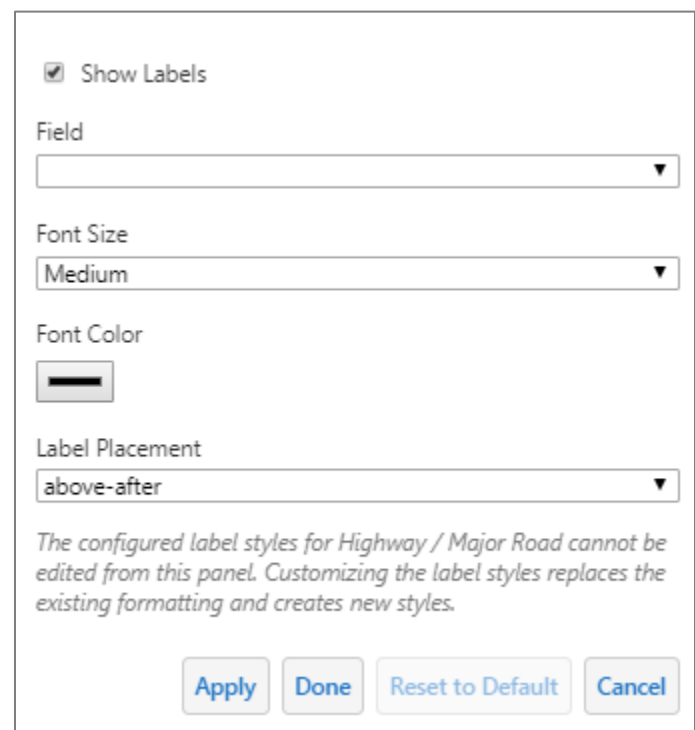 Show Labels
Field
Font Size
Medium
Font Color
Label Placement
above-after
The configured label styles for Highway / Major Road cannot be
edited from this panel. Customizing the label styles replaces the
existing formatting and creates new styles.
Apply Done Reset to Default Cancel